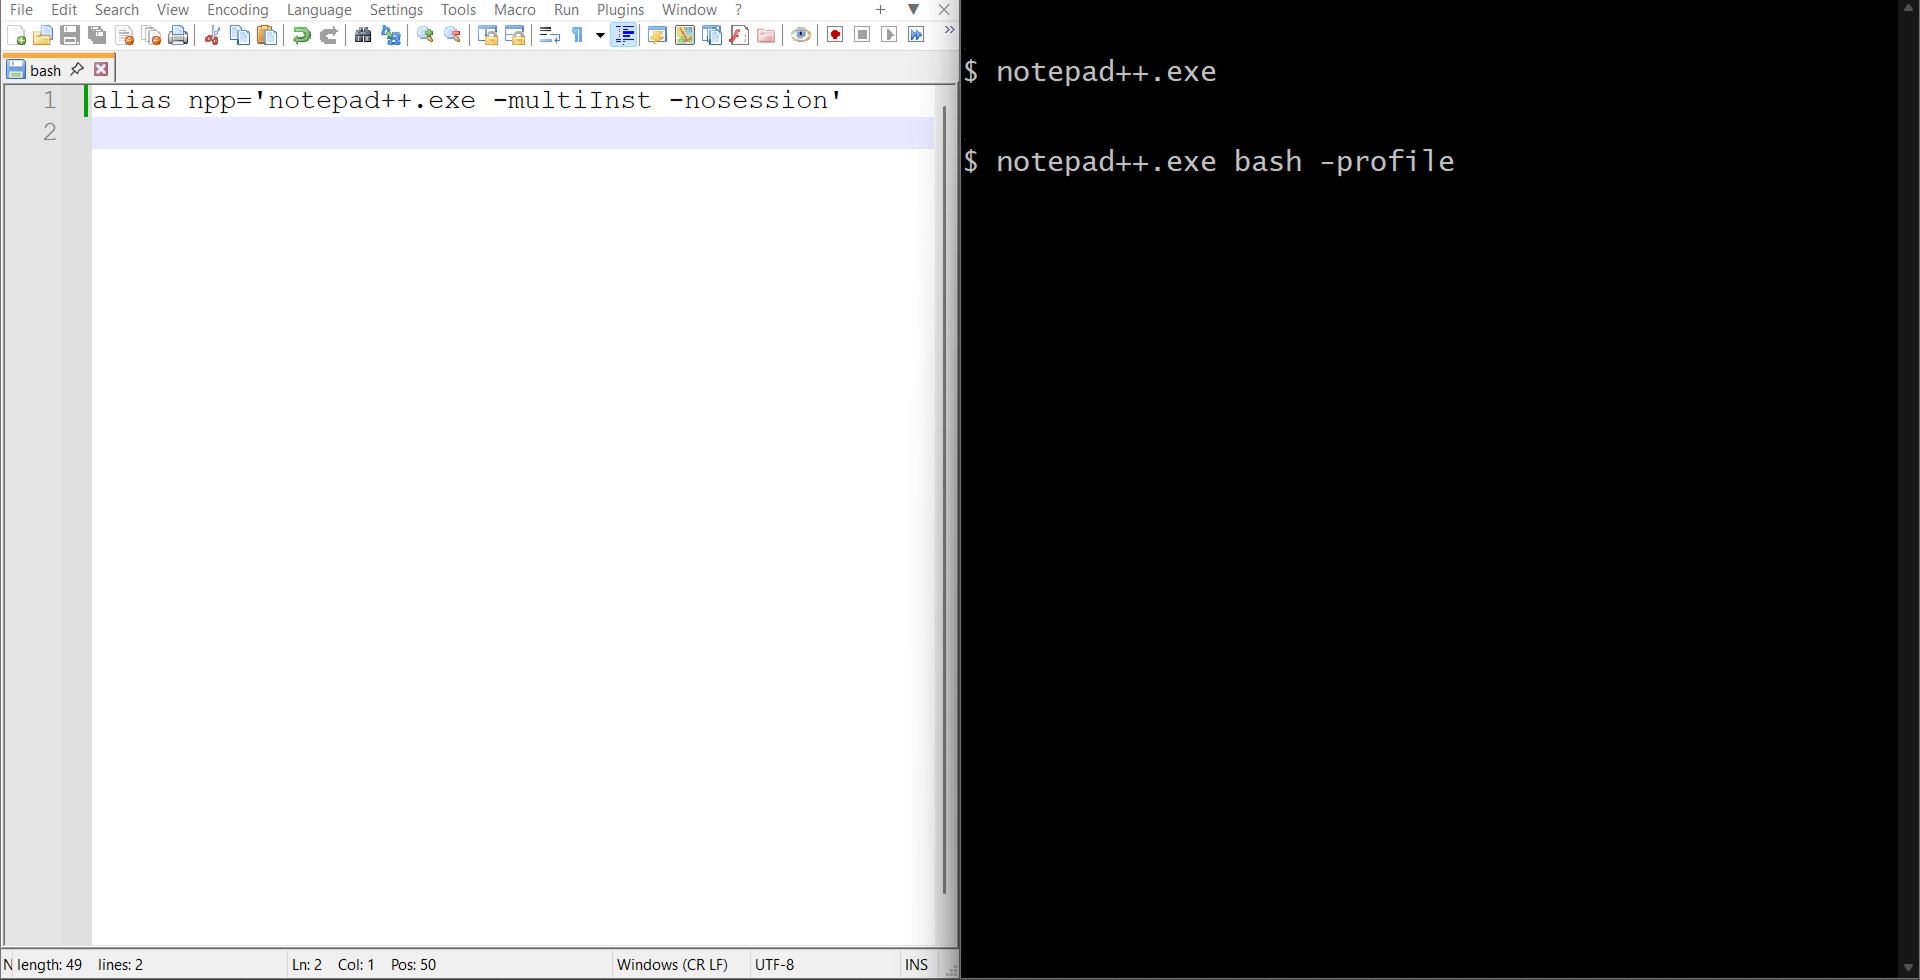 File Edit Search View Encoding Language Settings Tools Macro Run Plugins Window ? + ▼ ✕
bash
1 alias npp='notepad++.exe -multiInst -nosession'
2
N length: 49 lines: 2 Ln: 2 Col: 1 Pos: 50 Windows (CR LF) UTF-8 INS
$ notepad++.exe
$ notepad++.exe bash -profile